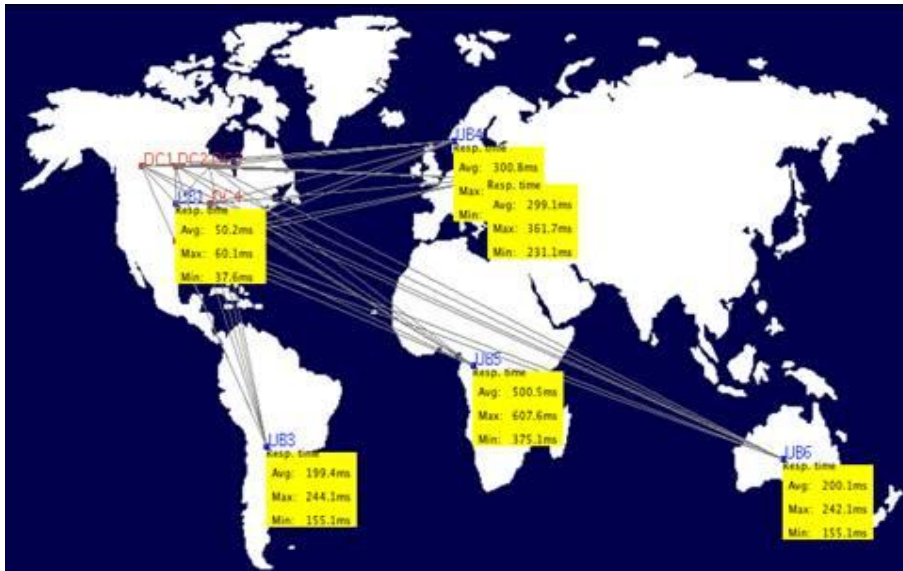 UB4
Resp. time
Avg: 300.8ms
Max:
Min:
Resp. time
Avg: 299.1ms
Max: 361.7ms
Min: 231.1ms
DC1 DC2 DC3
UB1 DC4
Resp. time
Avg: 50.2ms
Max: 60.1ms
Min: 37.6ms
UB5
Resp. time
Avg: 500.5ms
Max: 607.6ms
Min: 375.1ms
UB3
Resp. time
Avg: 199.4ms
Max: 244.1ms
Min: 155.1ms
UB6
Resp. time
Avg: 200.1ms
Max: 242.1ms
Min: 155.1ms